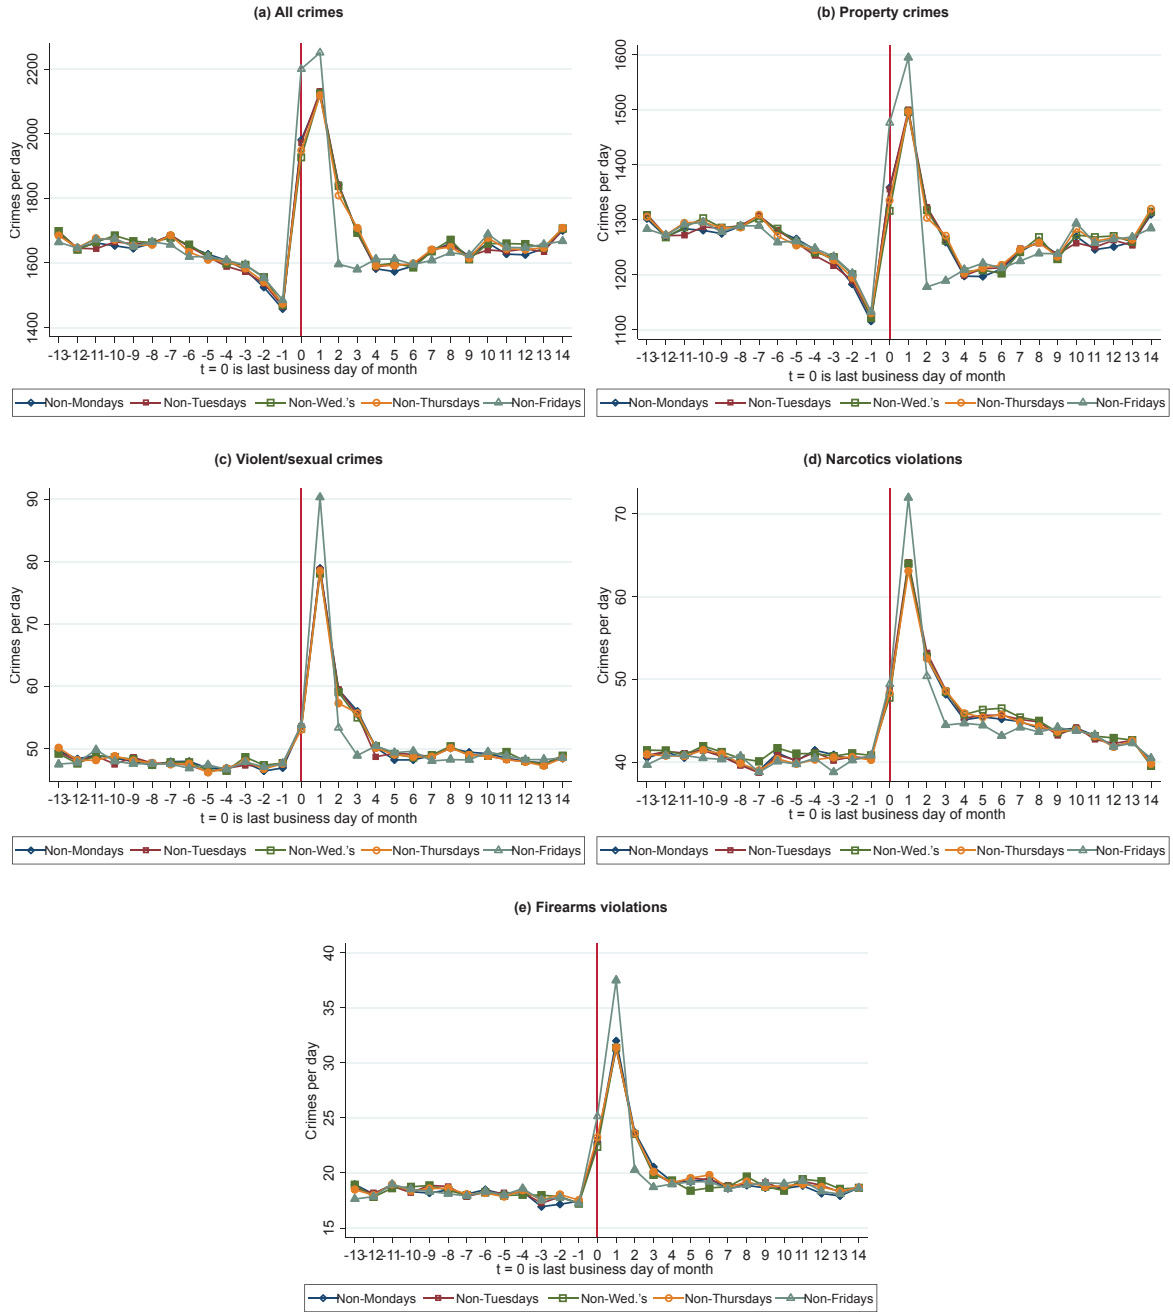 (a) All crimes
Crimes per day
1400 1600 1800 2000 2200
-13 -12 -11 -10 -9 -8 -7 -6 -5 -4 -3 -2 -1 0 1 2 3 4 5 6 7 8 9 10 11 12 13 14
t = 0 is last business day of month
Non-Mondays Non-Tuesdays Non-Wed.'s Non-Thursdays Non-Fridays
(b) Property crimes
Crimes per day
1100 1200 1300 1400 1500 1600
-13 -12 -11 -10 -9 -8 -7 -6 -5 -4 -3 -2 -1 0 1 2 3 4 5 6 7 8 9 10 11 12 13 14
t = 0 is last business day of month
Non-Mondays Non-Tuesdays Non-Wed.'s Non-Thursdays Non-Fridays
(c) Violent/sexual crimes
Crimes per day
50 60 70 80 90
-13 -12 -11 -10 -9 -8 -7 -6 -5 -4 -3 -2 -1 0 1 2 3 4 5 6 7 8 9 10 11 12 13 14
t = 0 is last business day of month
Non-Mondays Non-Tuesdays Non-Wed.'s Non-Thursdays Non-Fridays
(d) Narcotics violations
Crimes per day
40 50 60 70
-13 -12 -11 -10 -9 -8 -7 -6 -5 -4 -3 -2 -1 0 1 2 3 4 5 6 7 8 9 10 11 12 13 14
t = 0 is last business day of month
Non-Mondays Non-Tuesdays Non-Wed.'s Non-Thursdays Non-Fridays
(e) Firearms violations
Crimes per day
15 20 25 30 35 40
-13 -12 -11 -10 -9 -8 -7 -6 -5 -4 -3 -2 -1 0 1 2 3 4 5 6 7 8 9 10 11 12 13 14
t = 0 is last business day of month
Non-Mondays Non-Tuesdays Non-Wed.'s Non-Thursdays Non-Fridays